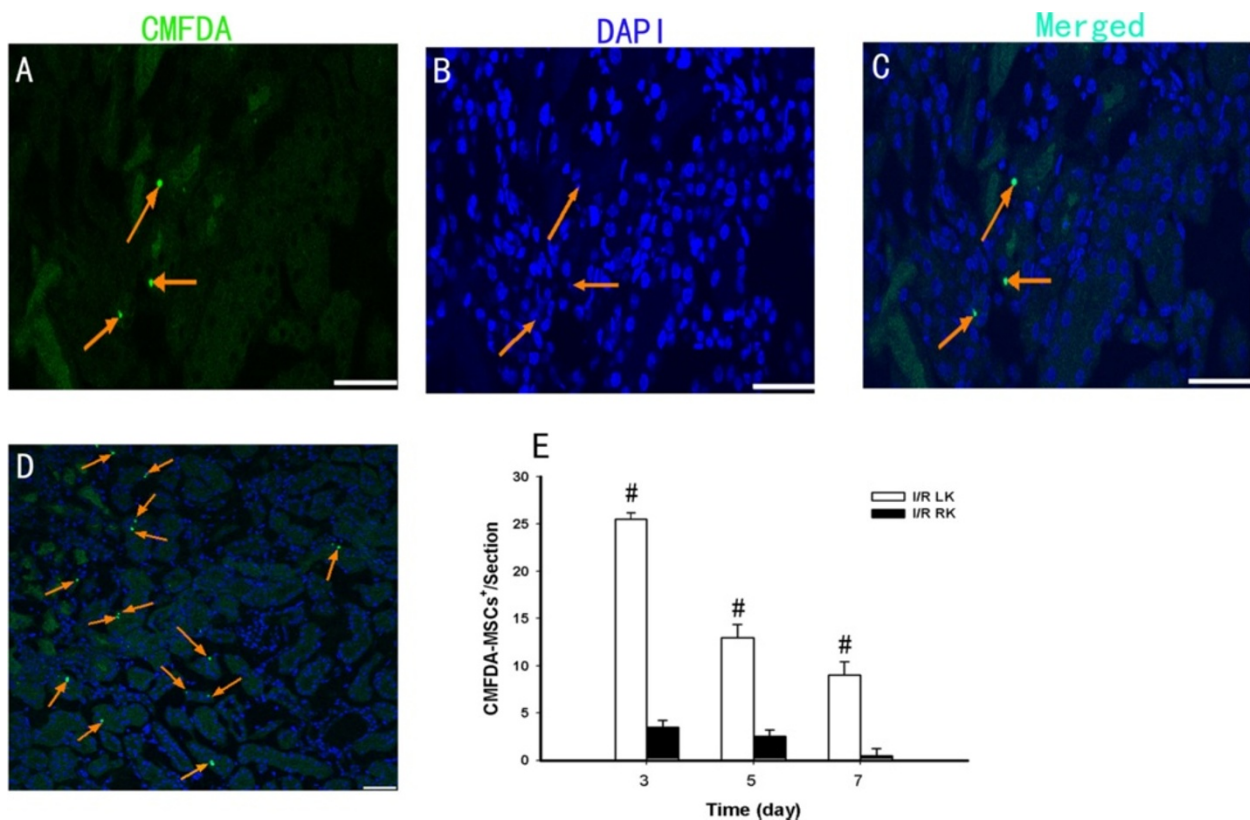 CMFDA
DAPI
Merged
A
B
C
D
E
CMFDA-MSCs⁺/Section
30
25
20
15
10
5
0
#
#
#
I/R LK
I/R RK
3
5
7
Time (day)